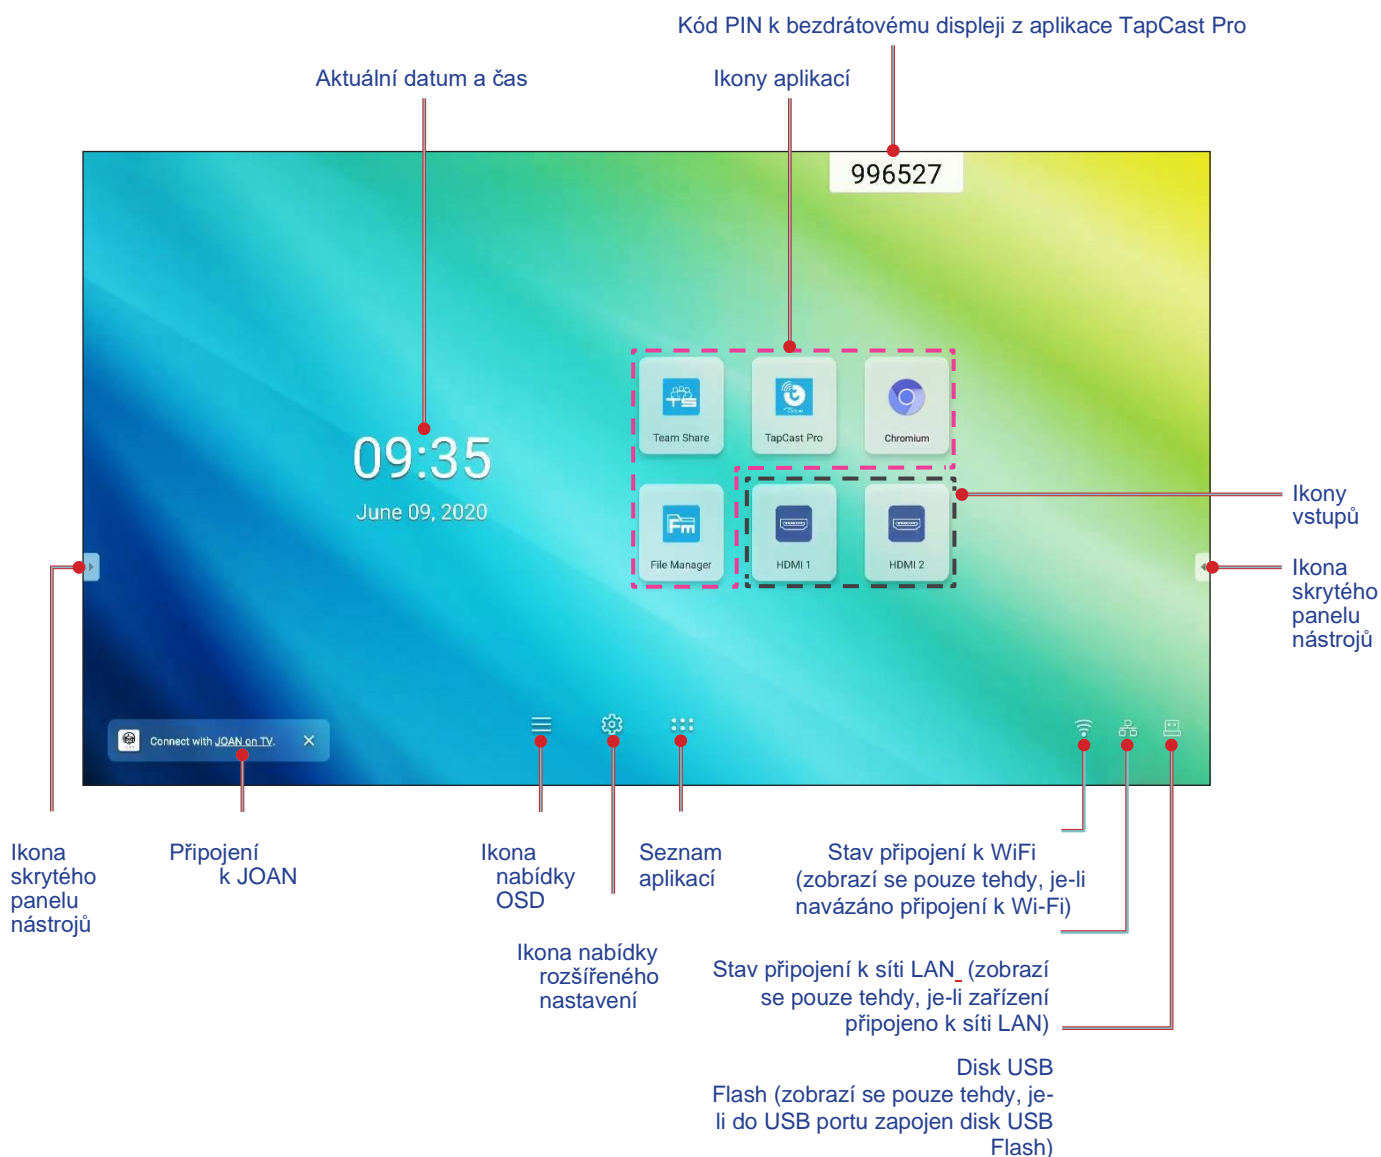 Kód PIN k bezdrátovému displeji z aplikace TapCast Pro
Aktuální datum a čas
Ikony aplikací
996527
Team Share
TapCast Pro
Chromium
09:35
June 09, 2020
File Manager
HDMI 1
HDMI 2
Ikony
vstupů
Ikona
skrytého
panelu
nástrojů
Connect with JOAN on TV.
Ikona
skrytého
panelu
nástrojů
Připojení
k JOAN
Ikona
nabídky
OSD
Seznam
aplikací
Stav připojení k WiFi
(zobrazí se pouze tehdy, je-li
navázáno připojení k Wi-Fi)
Ikona nabídky
rozšířeného
nastavení
Stav připojení k síti LAN_ (zobrazí
se pouze tehdy, je-li zařízení
připojeno k síti LAN)
Disk USB
Flash (zobrazí se pouze tehdy, je-
li do USB portu zapojen disk USB
Flash)